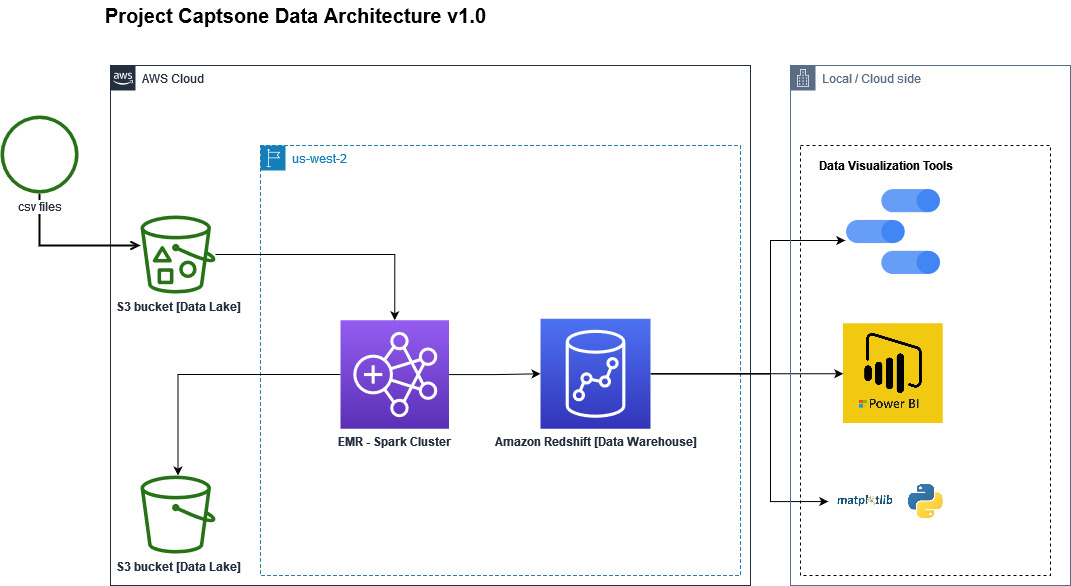 Project Captsone Data Architecture v1.0
aws
AWS Cloud
Local / Cloud side
us-west-2
Data Visualization Tools
csv files
S3 bucket [Data Lake]
Power BI
EMR - Spark Cluster
Amazon Redshift [Data Warehouse]
matplotlib
S3 bucket [Data Lake]